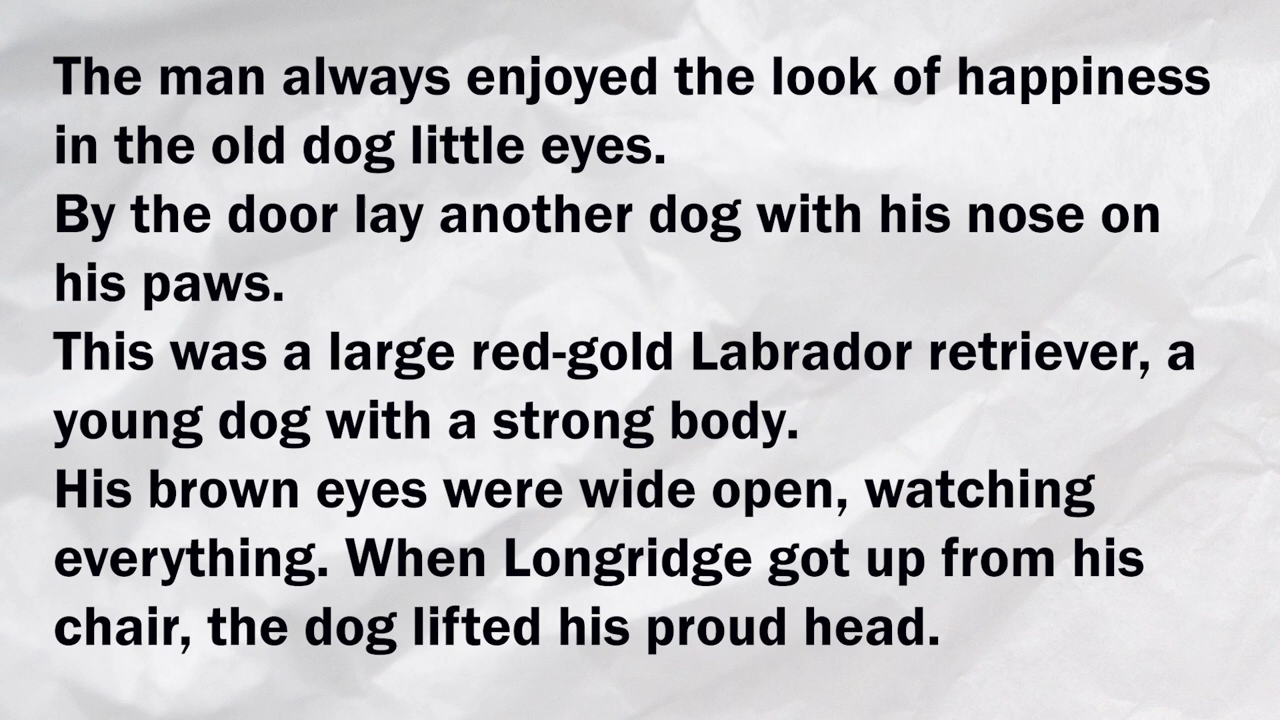 The man always enjoyed the look of happiness
in the old dog little eyes.
By the door lay another dog with his nose on
his paws.
This was a large red-gold Labrador retriever, a
young dog with a strong body.
His brown eyes were wide open, watching
everything. When Longridge got up from his
chair, the dog lifted his proud head.